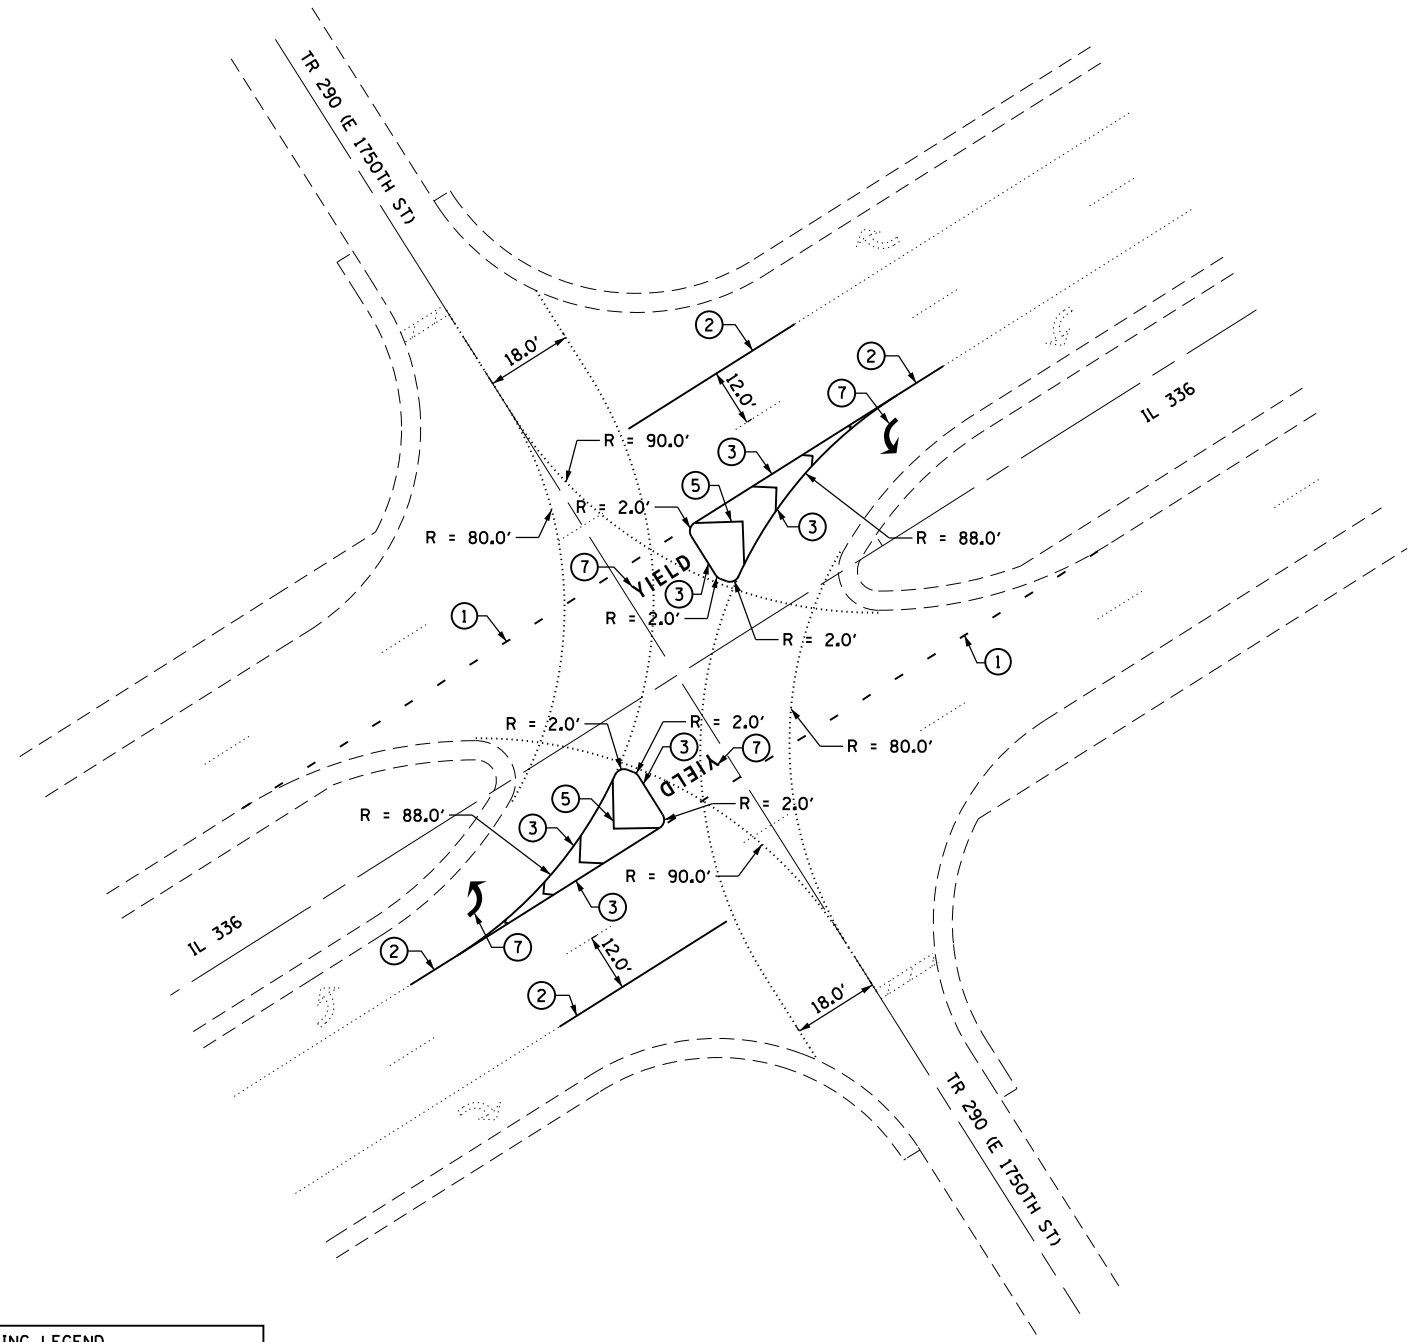 TR 290 (E 1750TH ST)
2
18.0'
2
12.0'
7
IL 336
R = 90.0'
3
5
R = 2.0'
3
R = 80.0'
R = 88.0'
7
YIELD
3
1
R = 2.0'
R = 2.0'
1
R = 2.0'
R = 2.0'
3
7
R = 80.0'
YIELD
5
R = 2.0'
R = 88.0'
3
R = 90.0'
3
IL 336
7
2
12.0'
2
18.0'
TR 290 (E 1750TH ST)
ING LEGEND